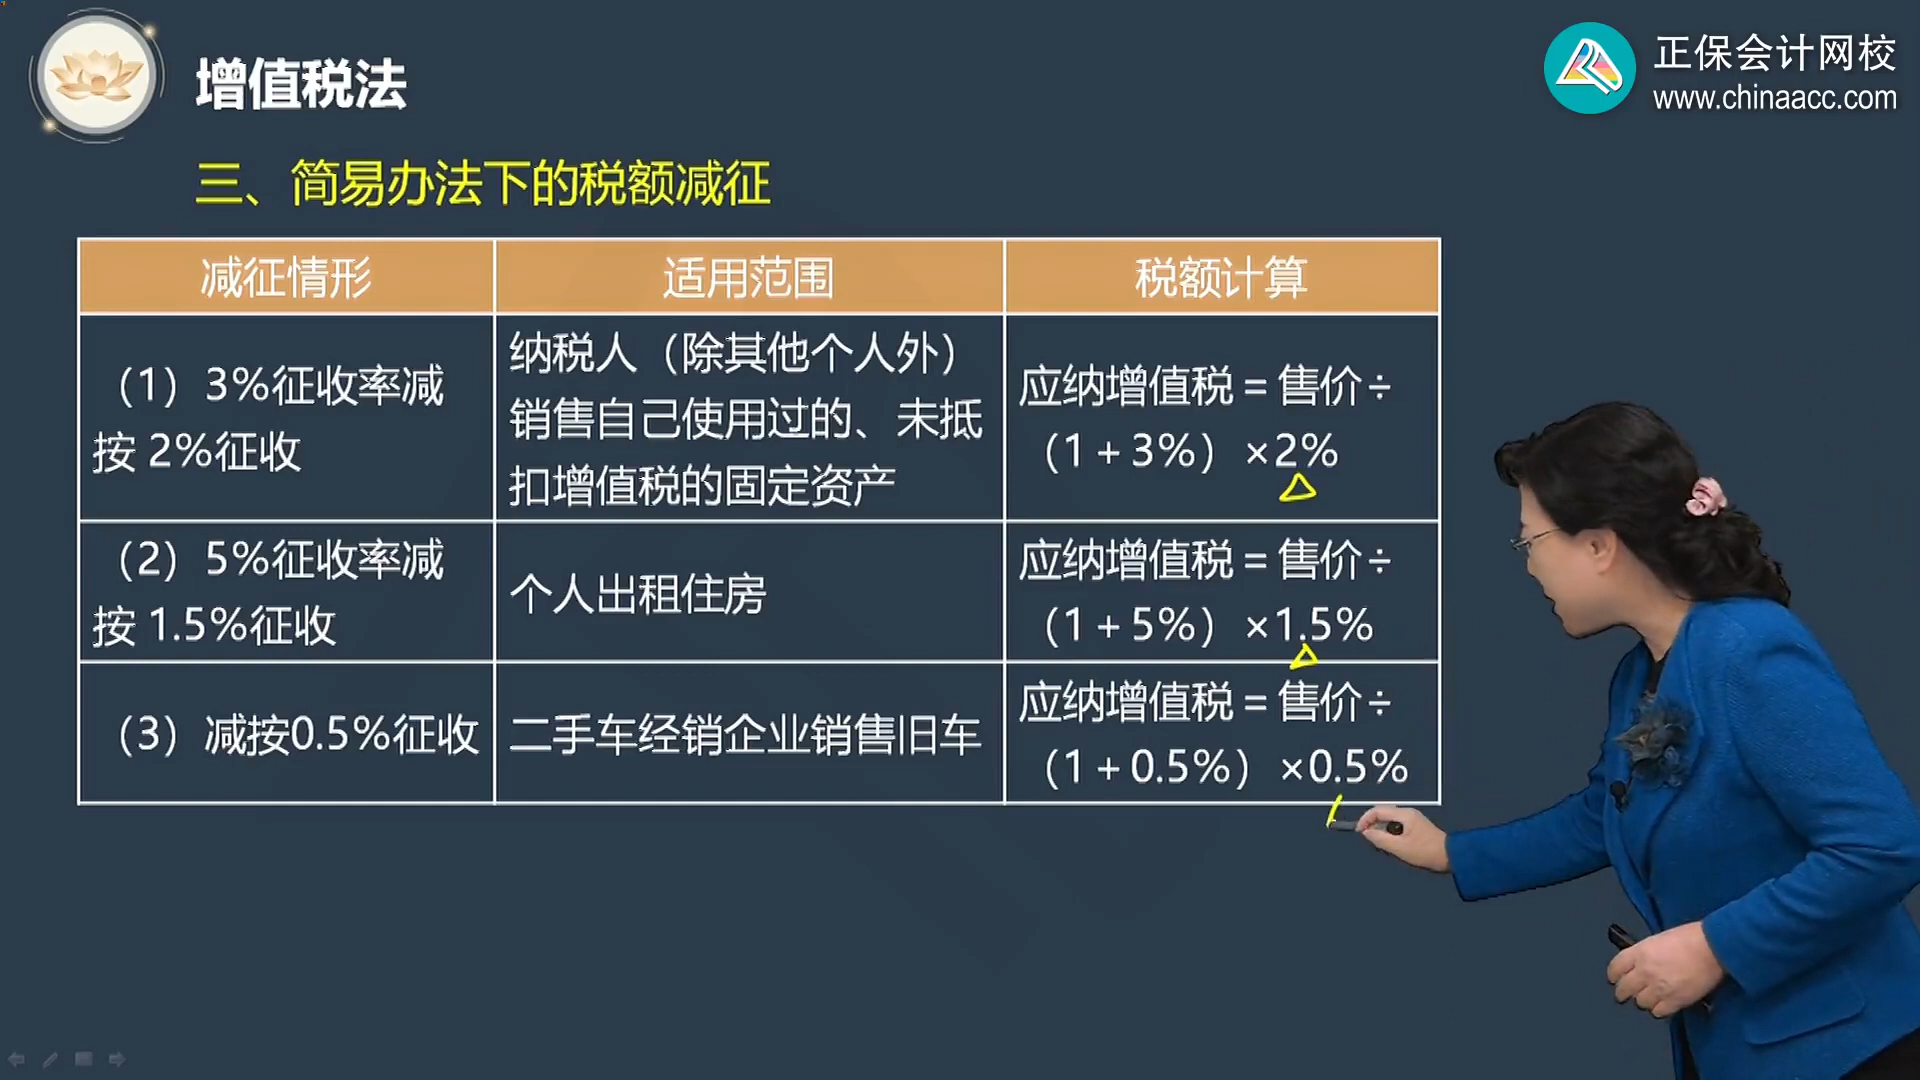 增值税法
正保会计网校
www.chinaacc.com
三、简易办法下的税额减征
减征情形
适用范围
税额计算
（1）3%征收率减
按 2%征收
纳税人（除其他个人外）
销售自己使用过的、未抵
扣增值税的固定资产
应纳增值税＝售价÷
（1＋3%）×2%
（2）5%征收率减
按 1.5%征收
个人出租住房
应纳增值税＝售价÷
（1＋5%）×1.5%
（3）减按0.5%征收
二手车经销企业销售旧车
应纳增值税＝售价÷
（1＋0.5%）×0.5%